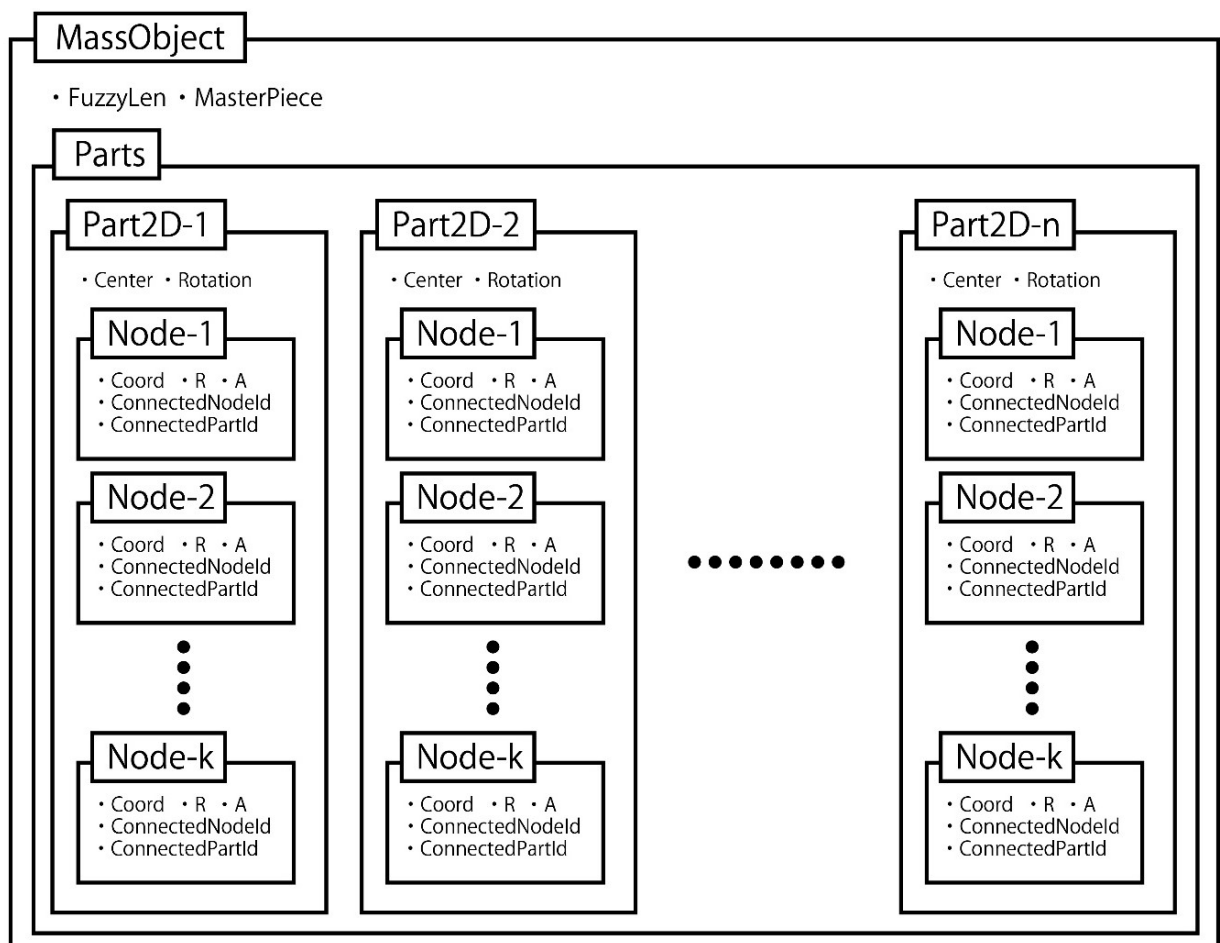 MassObject
・FuzzyLen ・MasterPiece
Parts
Part2D-1
・Center ・Rotation
Node-1
・Coord ・R ・A
・ConnectedNodeId
・ConnectedPartId
Node-2
・Coord ・R ・A
・ConnectedNodeId
・ConnectedPartId
Node-k
・Coord ・R ・A
・ConnectedNodeId
・ConnectedPartId
Part2D-2
・Center ・Rotation
Node-1
・Coord ・R ・A
・ConnectedNodeId
・ConnectedPartId
Node-2
・Coord ・R ・A
・ConnectedNodeId
・ConnectedPartId
Node-k
・Coord ・R ・A
・ConnectedNodeId
・ConnectedPartId
Part2D-n
・Center ・Rotation
Node-1
・Coord ・R ・A
・ConnectedNodeId
・ConnectedPartId
Node-2
・Coord ・R ・A
・ConnectedNodeId
・ConnectedPartId
Node-k
・Coord ・R ・A
・ConnectedNodeId
・ConnectedPartId